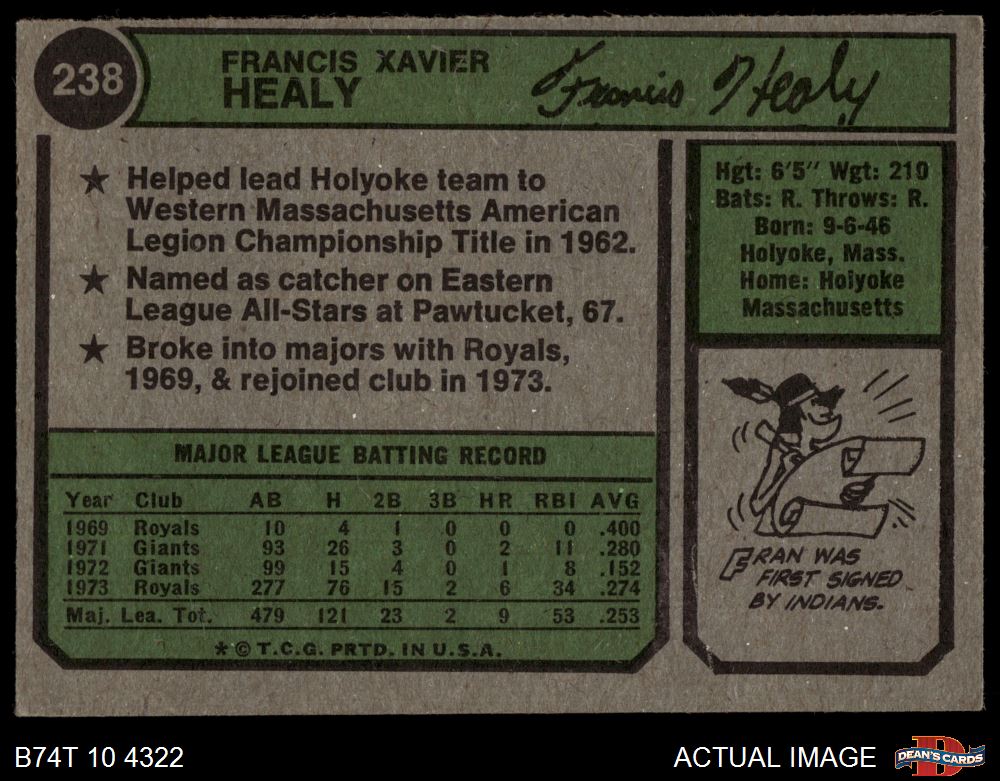 238
FRANCIS XAVIER
HEALY
Francis Healy
★ Helped lead Holyoke team to
Western Massachusetts American
Legion Championship Title in 1962.
★ Named as catcher on Eastern
League All-Stars at Pawtucket, 67.
★ Broke into majors with Royals,
1969, & rejoined club in 1973.
Hgt: 6'5" Wgt: 210
Bats: R. Throws: R.
Born: 9-6-46
Holyoke, Mass.
Home: Holyoke
Massachusetts
FRAN WAS
FIRST SIGNED
BY INDIANS.
MAJOR LEAGUE BATTING RECORD
Year Club AB H 2B 3B HR RBI AVG
1969 Royals 10 4 1 0 0 0 .400
1971 Giants 93 26 3 0 2 11 .280
1972 Giants 99 15 4 0 1 8 .152
1973 Royals 277 76 15 2 6 34 .274
Maj. Lea. Tot. 479 121 23 2 9 53 .253
* © T.C.G. PRTD. IN U.S.A.
B74T 10 4322
ACTUAL IMAGE
D
DEAN'S CARDS